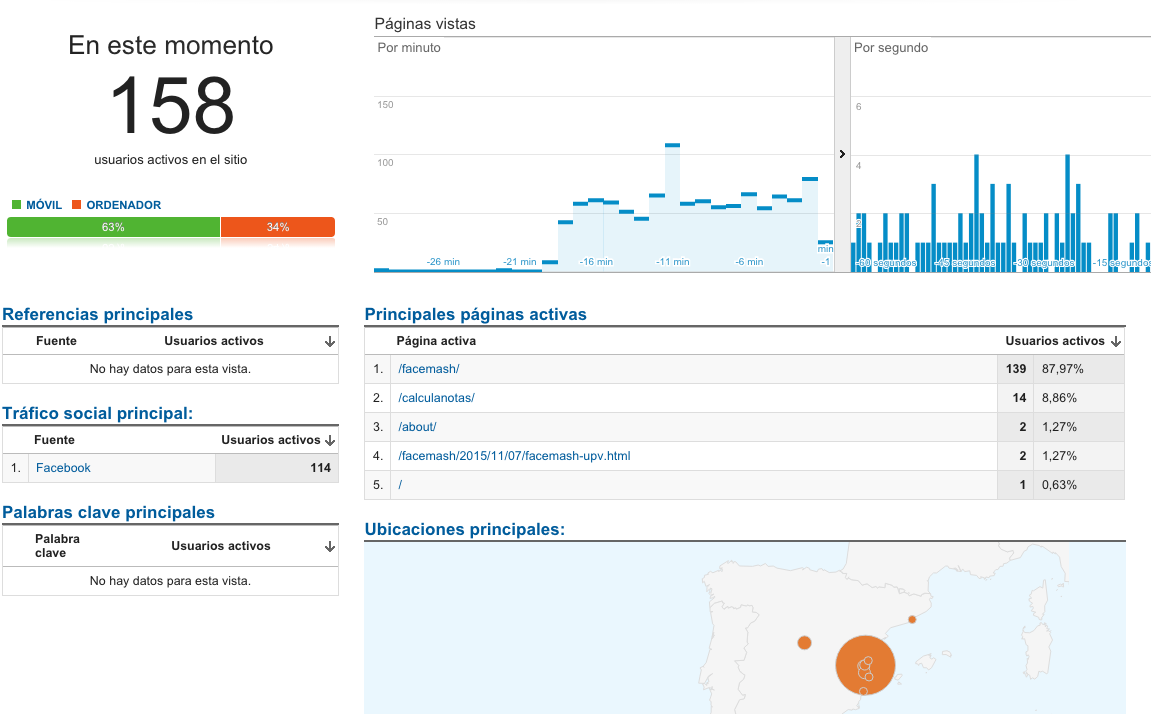 En este momento
158
usuarios activos en el sitio
MÓVIL ORDENADOR
63% 34%
Páginas vistas
Por minuto
150
100
50
-26 min -21 min -16 min -11 min -6 min min -1
Por segundo
6
4
2
-60 segundos -45 segundos -30 segundos -15 segundos
Referencias principales
Fuente Usuarios activos
No hay datos para esta vista.
Tráfico social principal:
Fuente Usuarios activos
1. Facebook 114
Palabras clave principales
Palabra
clave
Usuarios activos
No hay datos para esta vista.
Principales páginas activas
Página activa Usuarios activos
1. /facemash/ 139 87,97%
2. /calculanotas/ 14 8,86%
3. /about/ 2 1,27%
4. /facemash/2015/11/07/facemash-upv.html 2 1,27%
5. / 1 0,63%
Ubicaciones principales: